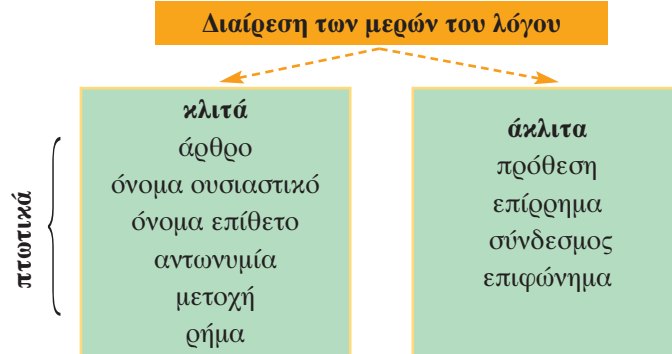 Διαίρεση των μερών του λόγου
πτωτικά
κλιτά
άρθρο
όνομα ουσιαστικό
όνομα επίθετο
αντωνυμία
μετοχή
ρήμα
άκλιτα
πρόθεση
επίρρημα
σύνδεσμος
επιφώνημα